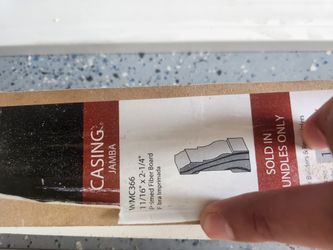 CASING
JAMBA
WMC366
11/16" x 2-1/4"
Primed Fiber Board
Fibra Imprimada
SOLD IN
UNDLES ONLY